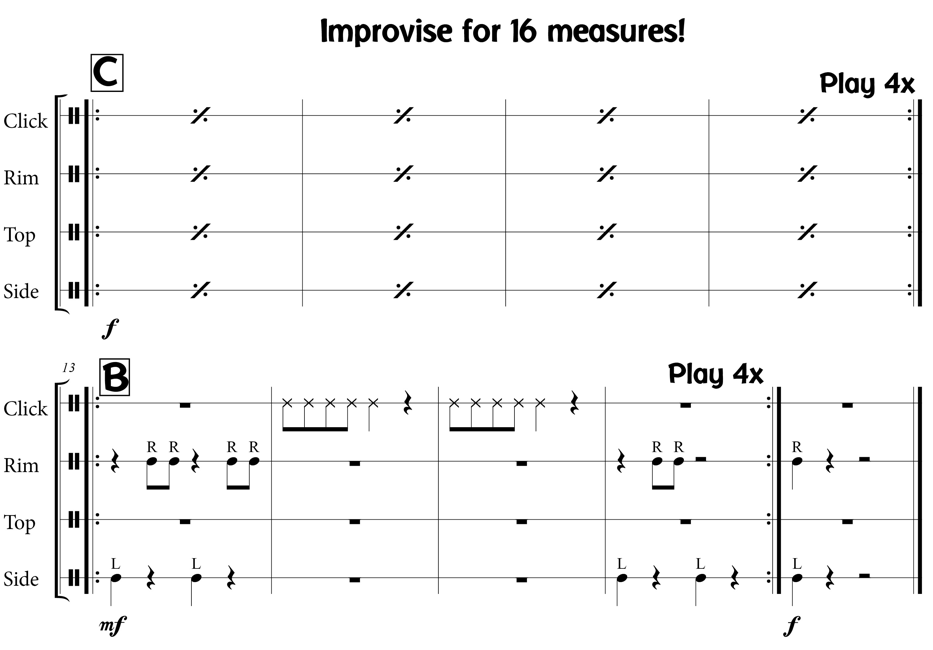 Improvise for 16 measures!
C
Play 4x
Click
Rim
Top
Side
f
13
B
Play 4x
Click
Rim
R R R R R R R
Top
Side
L L L L L
mf f